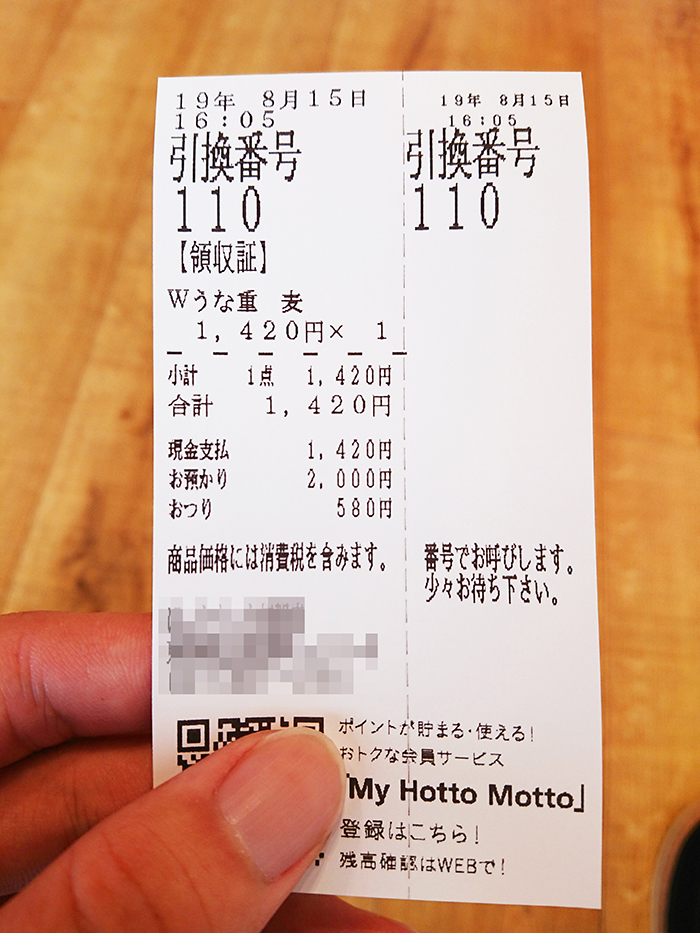 19年 8月15日
16:05
引換番号
110
【領収証】
Wうな重 麦
1,420円× 1
小計 1点 1,420円
合計 1,420円
現金支払 1,420円
お預かり 2,000円
おつり 580円
商品価格には消費税を含みます。
19年 8月15日
16:05
引換番号
110
番号でお呼びします。
少々お待ち下さい。
ポイントが貯まる・使える!
おトクな会員サービス
「My Hotto Motto」
登録はこちら!
残高確認はWEBで!